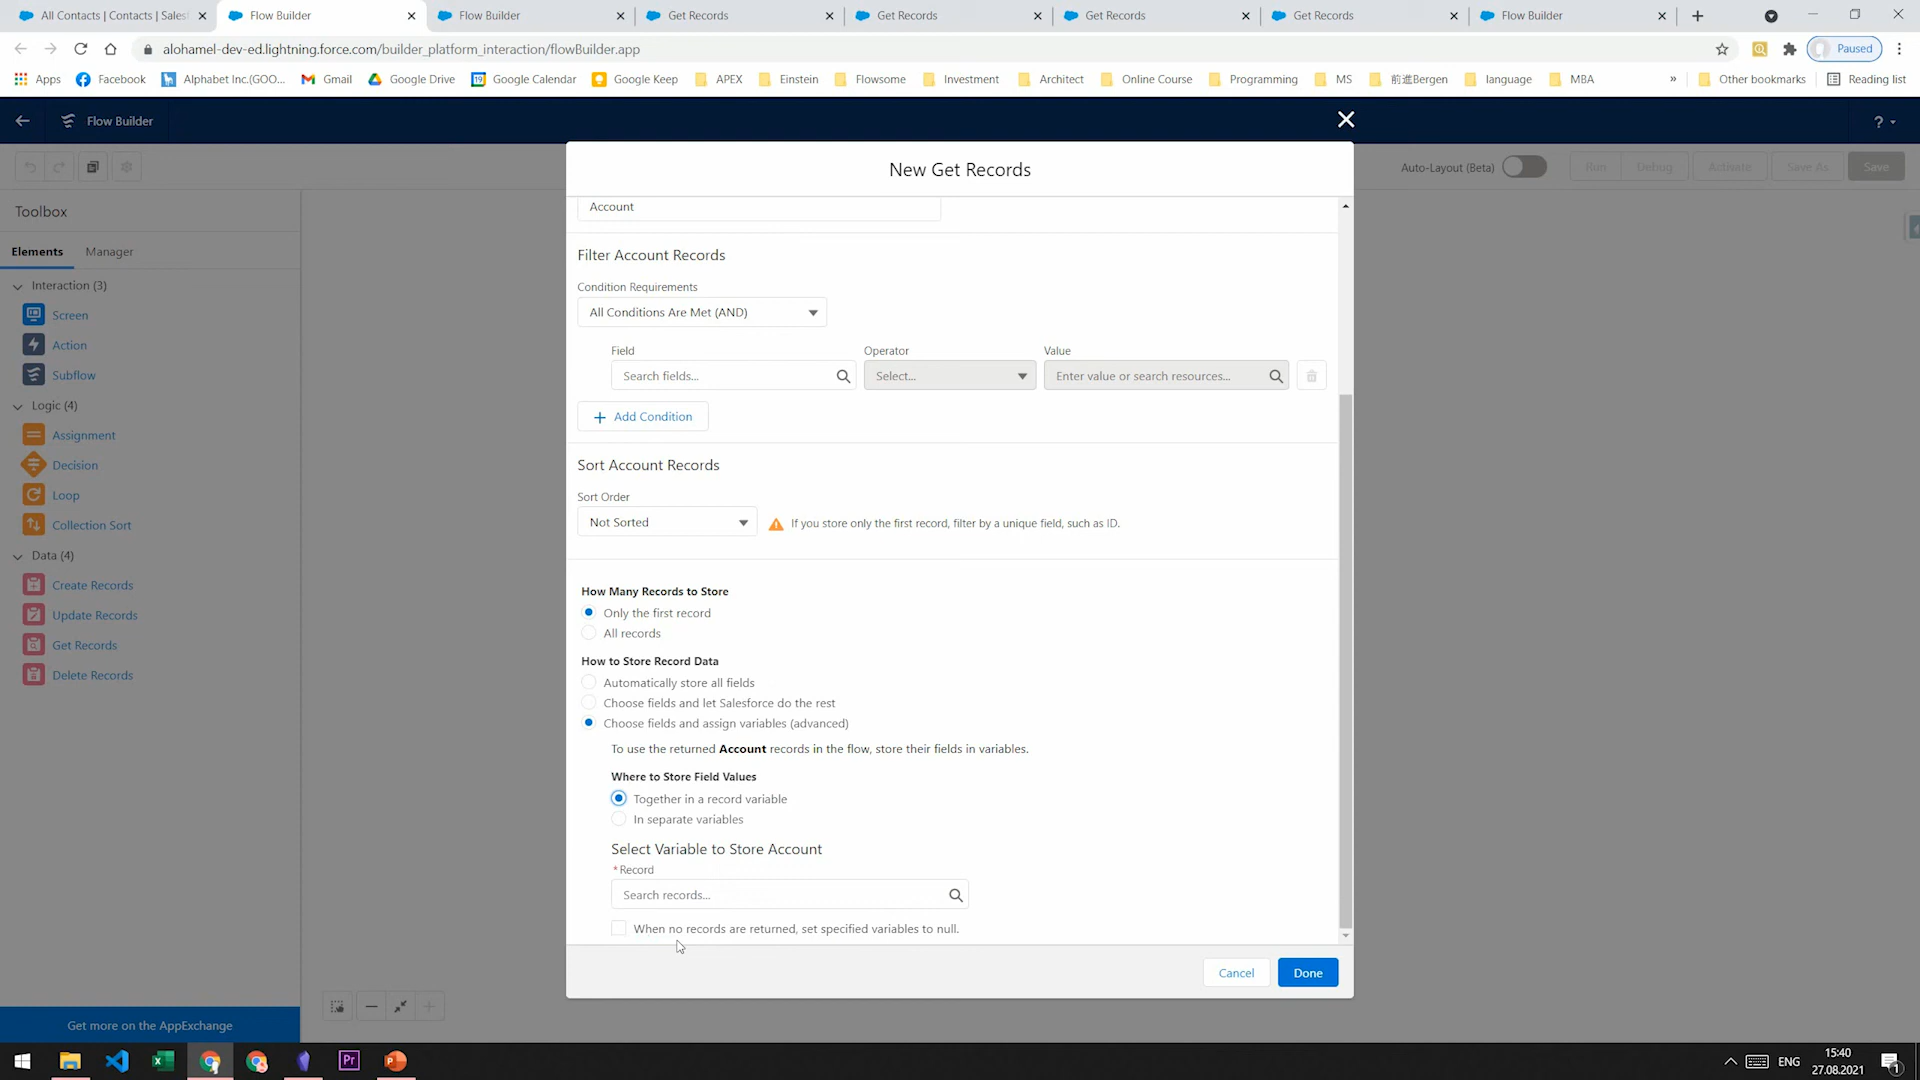 All Contacts | Contacts | Sales
Flow Builder
Flow Builder
Get Records
Get Records
Get Records
Get Records
Flow Builder
alohamel-dev-ed.lightning.force.com/builder_platform_interaction/flowBuilder.app
Paused
Apps
Facebook
Alphabet Inc.(GOO...
Gmail
Google Drive
Google Calendar
Google Keep
APEX
Einstein
Flowsome
Investment
Architect
Online Course
Programming
MS
前進Bergen
language
MBA
»
Other bookmarks
Reading list
Flow Builder
?
New Get Records
Auto-Layout (Beta)
Run
Debug
Activate
Save As
Save
Toolbox
Elements
Manager
Interaction (3)
Screen
Action
Subflow
Logic (4)
Assignment
Decision
Loop
Collection Sort
Data (4)
Create Records
Update Records
Get Records
Delete Records
Get more on the AppExchange
Account
Filter Account Records
Condition Requirements
All Conditions Are Met (AND)
Field
Operator
Value
Search fields...
Select...
Enter value or search resources...
+ Add Condition
Sort Account Records
Sort Order
Not Sorted
If you store only the first record, filter by a unique field, such as ID.
How Many Records to Store
Only the first record
All records
How to Store Record Data
Automatically store all fields
Choose fields and let Salesforce do the rest
Choose fields and assign variables (advanced)
To use the returned Account records in the flow, store their fields in variables.
Where to Store Field Values
Together in a record variable
In separate variables
Select Variable to Store Account
*Record
Search records...
When no records are returned, set specified variables to null.
Cancel
Done
Pr
ENG
15:40
27.08.2021
1